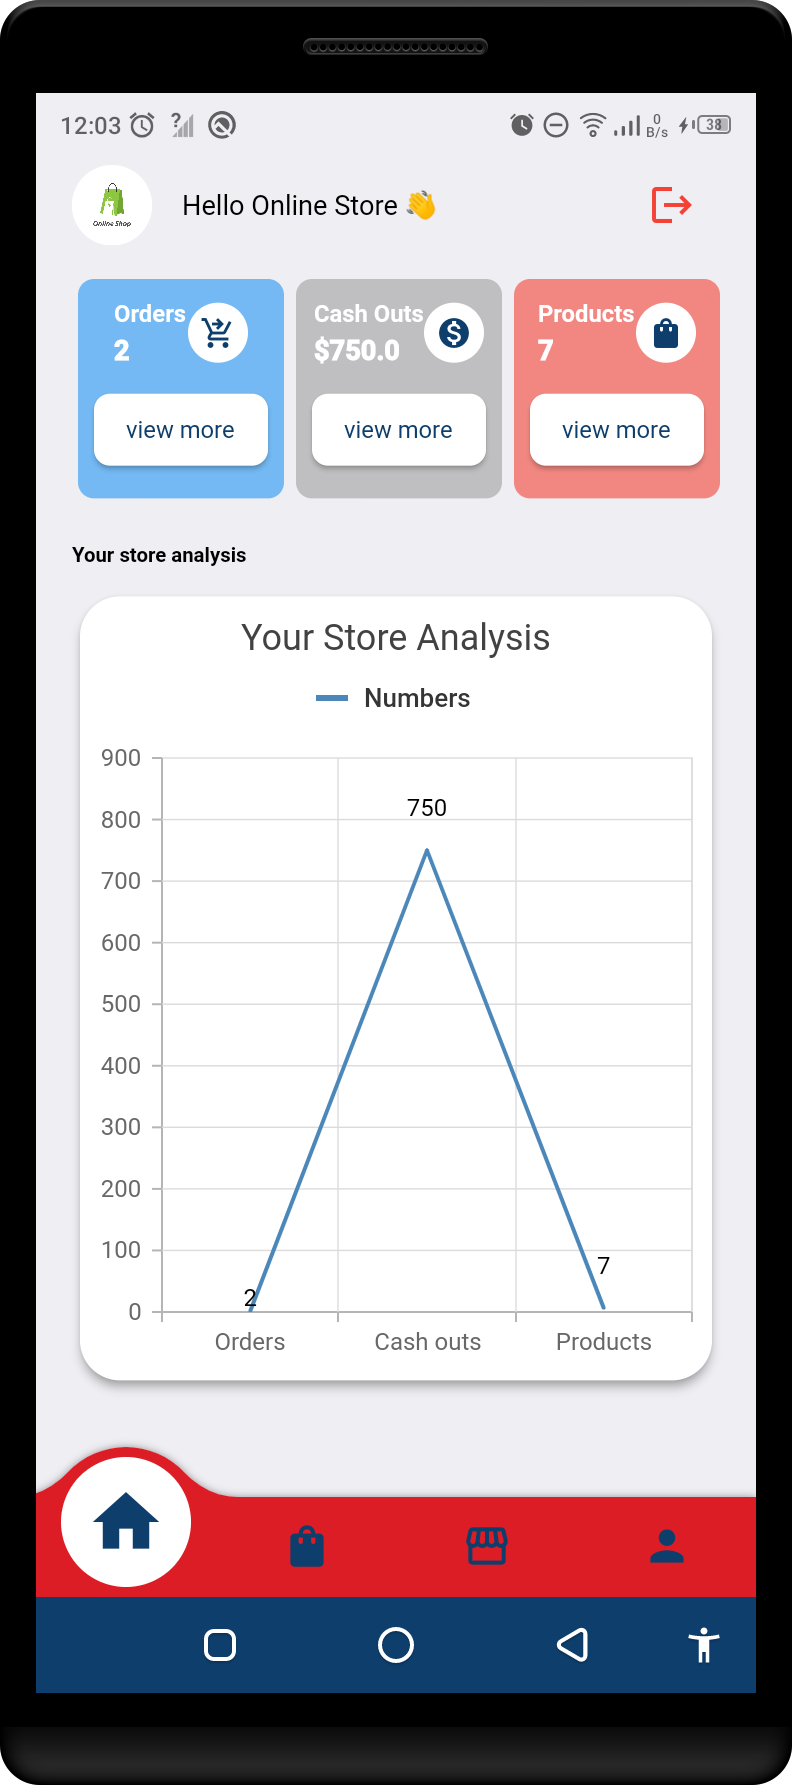 12:03 ? 0 B/s 38
Online Shop
Hello Online Store 👋
Orders
2
view more
Cash Outs
$750.0
view more
Products
7
view more
Your store analysis
Your Store Analysis
Numbers
900
800
700
600
500
400
300
200
100
0
750
2
7
Orders Cash outs Products